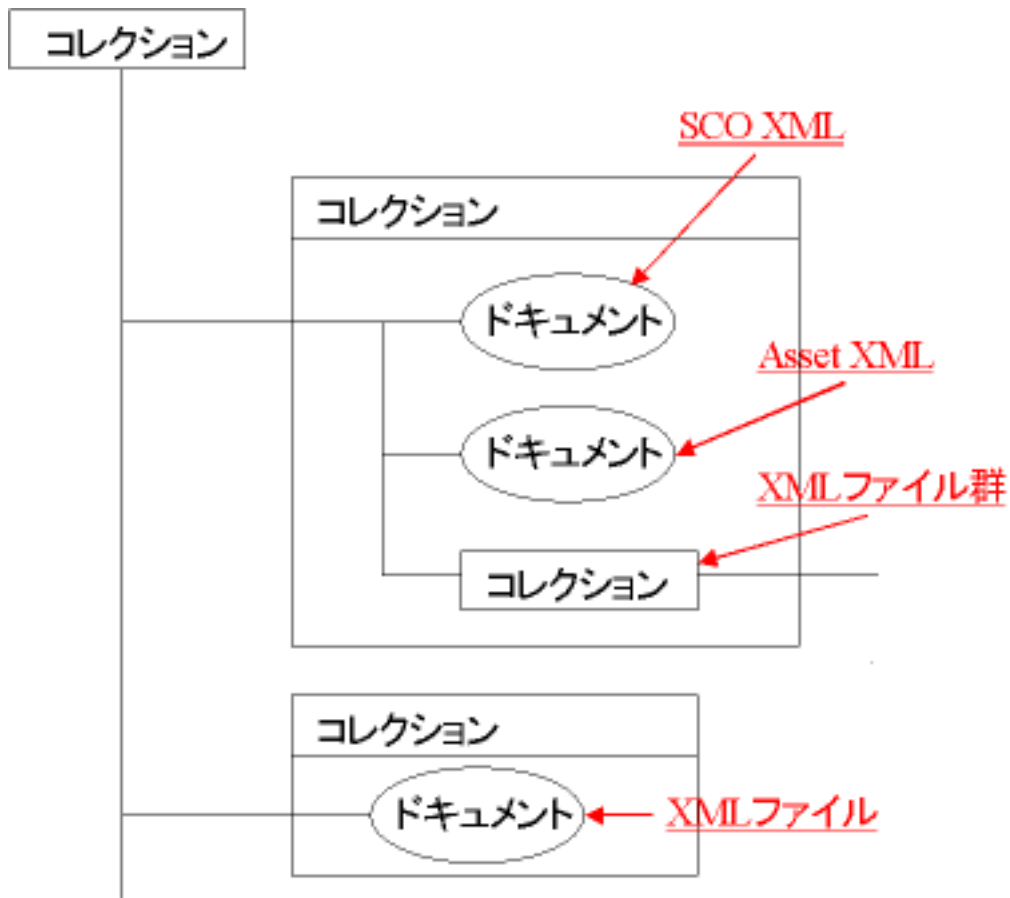 コレクション
SCO XML
コレクション
ドキュメント
Asset XML
ドキュメント
XMLファイル群
コレクション
コレクション
ドキュメント
XMLファイル